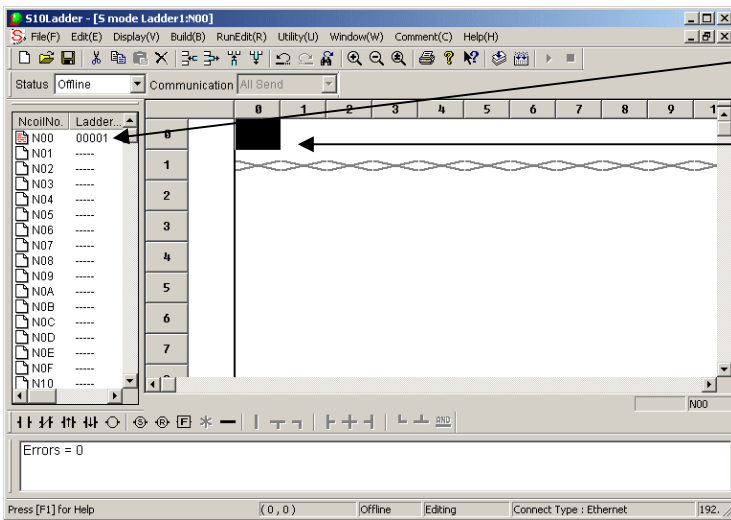 S10Ladder - [S mode Ladder1:N00]
File(F) Edit(E) Display(V) Build(B) RunEdit(R) Utility(U) Window(W) Comment(C) Help(H)
Status Offline Communication All Send
NcoilNo. Ladder...
N00 00001
N01 -----
N02 -----
N03 -----
N04 -----
N05 -----
N06 -----
N07 -----
N08 -----
N09 -----
N0A -----
N0B -----
N0C -----
N0D -----
N0E -----
N0F -----
N10 -----
0 1 2 3 4 5 6 7 8 9
0
1
2
3
4
5
6
7
N00
S R F AND
Errors = 0
Press [F1] for Help (0,0) Offline Editing Connect Type : Ethernet 192.